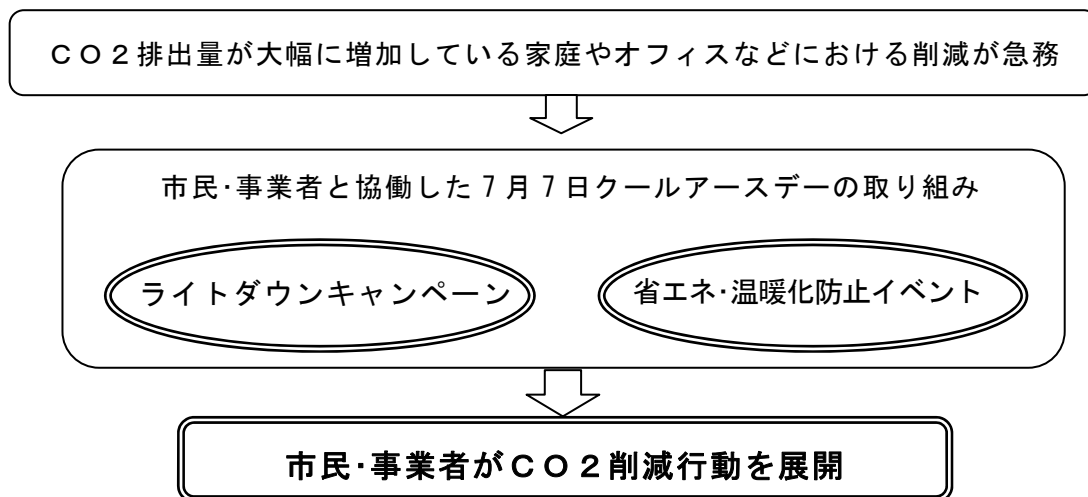 CO2排出量が大幅に増加している家庭やオフィスなどにおける削減が急務
市民･事業者と協働した7月7日クールアースデーの取り組み
ライトダウンキャンペーン
省エネ･温暖化防止イベント
市民･事業者がCO2削減行動を展開